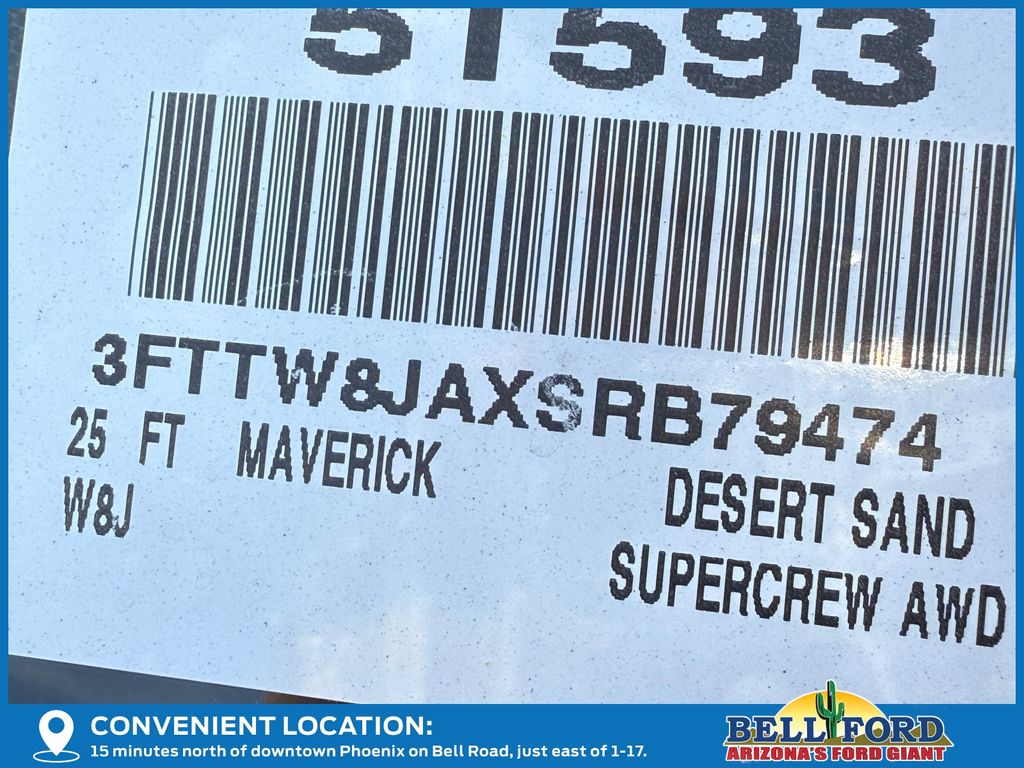 51593
3FTTW8JAXSRB79474
25 FT MAVERICK
DESERT SAND
W8J
SUPERCREW AWD
CONVENIENT LOCATION:
15 minutes north of downtown Phoenix on Bell Road, just east of 1-17.
BELL FORD
ARIZONA'S FORD GIANT